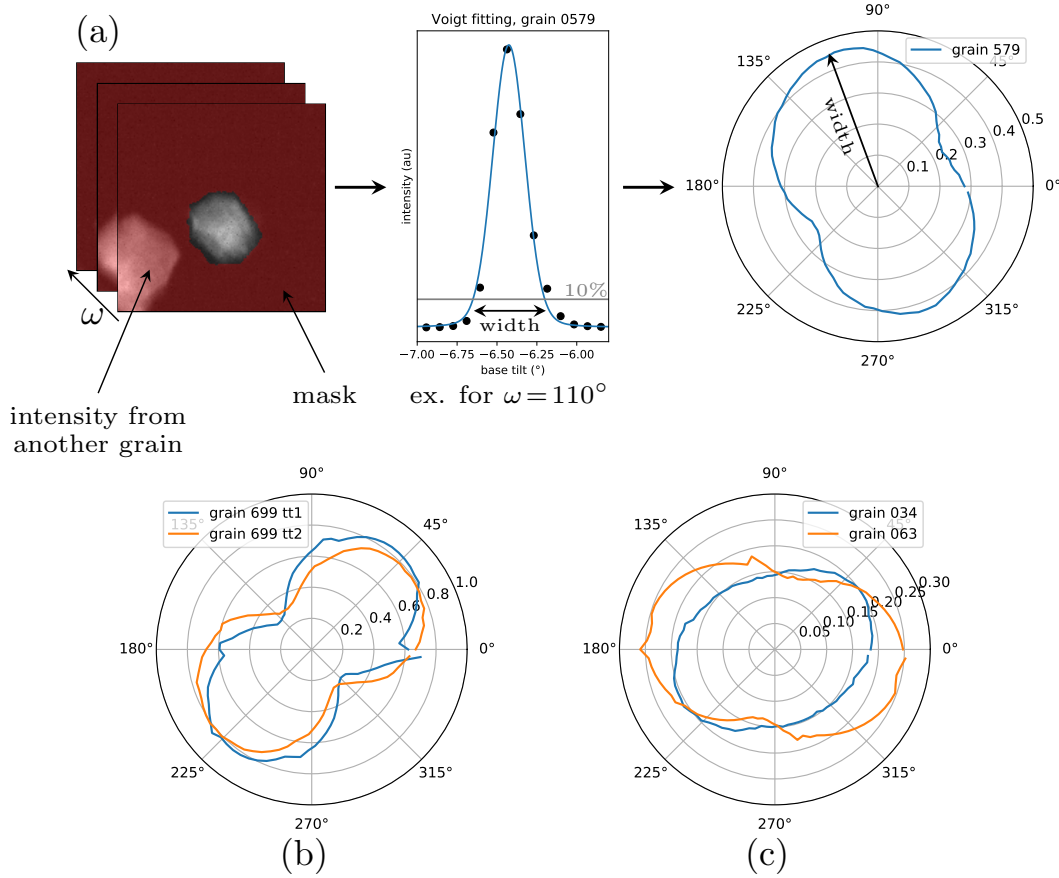 (a)
ω
intensity from
another grain
mask
Voigt fitting, grain 0579
intensity (au)
10%
width
−7.00 −6.75 −6.50 −6.25 −6.00
base tilt (°)
ex. for ω=110°
grain 579
width
0°
45°
90°
135°
180°
225°
270°
315°
0.1
0.2
0.3
0.4
0.5
grain 699 tt1
grain 699 tt2
0°
45°
90°
135°
180°
225°
270°
315°
0.2
0.4
0.6
0.8
1.0
(b)
grain 034
grain 063
0°
45°
90°
135°
180°
225°
270°
315°
0.05
0.10
0.15
0.20
0.25
0.30
(c)